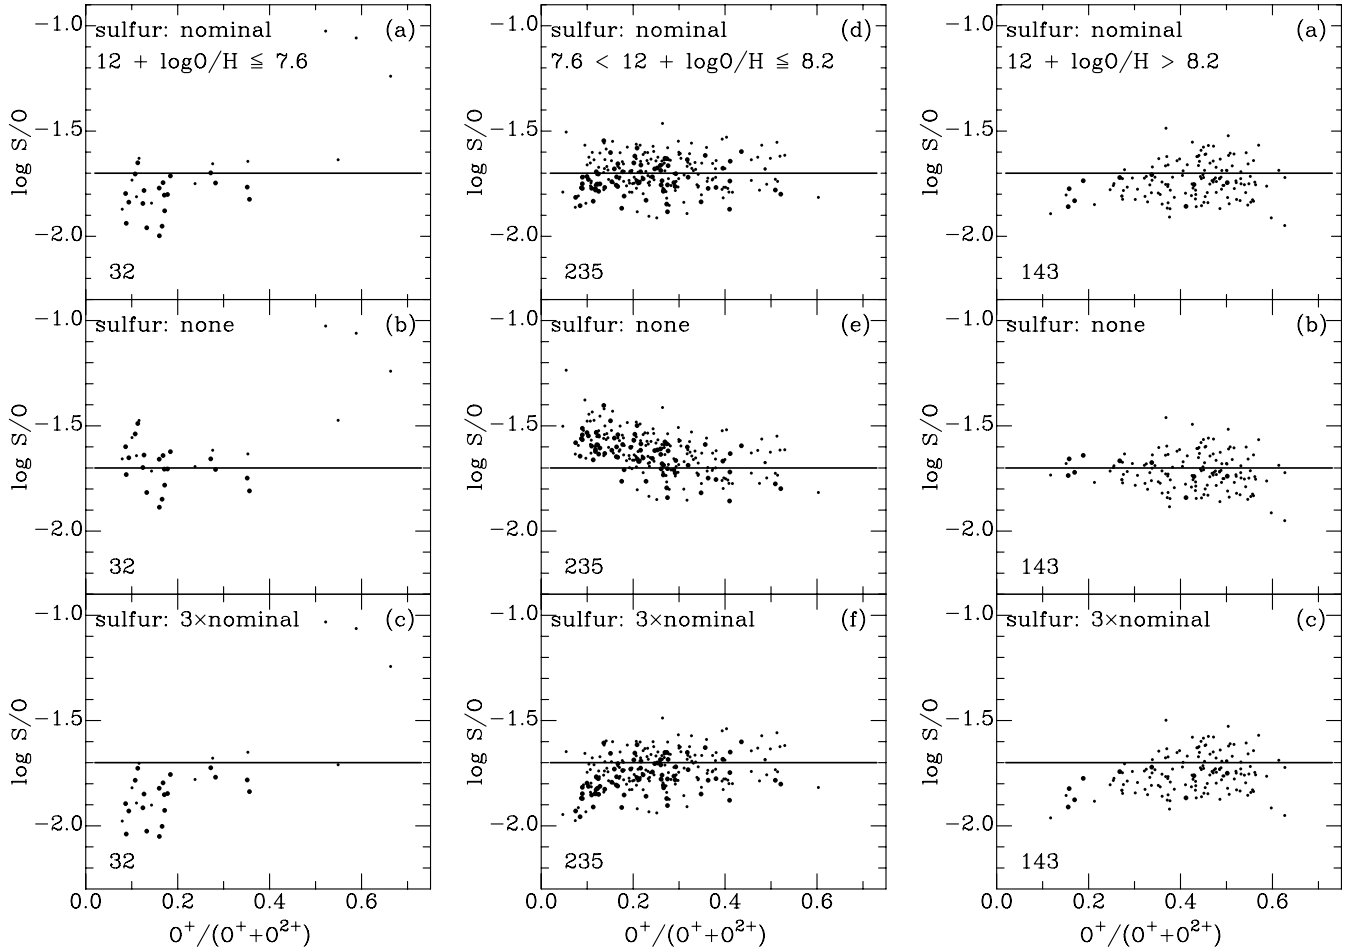 −1.0
sulfur: nominal
(a)
12 + logO/H ≦ 7.6
−1.5
log S/O
−2.0
32
−1.0
sulfur: nominal
(d)
7.6 < 12 + logO/H ≦ 8.2
−1.5
log S/O
−2.0
235
−1.0
sulfur: nominal
(a)
12 + logO/H > 8.2
−1.5
log S/O
−2.0
143
−1.0
sulfur: none
(b)
−1.5
log S/O
−2.0
32
−1.0
sulfur: none
(e)
−1.5
log S/O
−2.0
235
−1.0
sulfur: none
(b)
−1.5
log S/O
−2.0
143
−1.0
sulfur: 3×nominal
(c)
−1.5
log S/O
−2.0
32
0.0 0.2 0.4 0.6
O⁺/(O⁺+O²⁺)
−1.0
sulfur: 3×nominal
(f)
−1.5
log S/O
−2.0
235
0.0 0.2 0.4 0.6
O⁺/(O⁺+O²⁺)
−1.0
sulfur: 3×nominal
(c)
−1.5
log S/O
−2.0
143
0.0 0.2 0.4 0.6
O⁺/(O⁺+O²⁺)